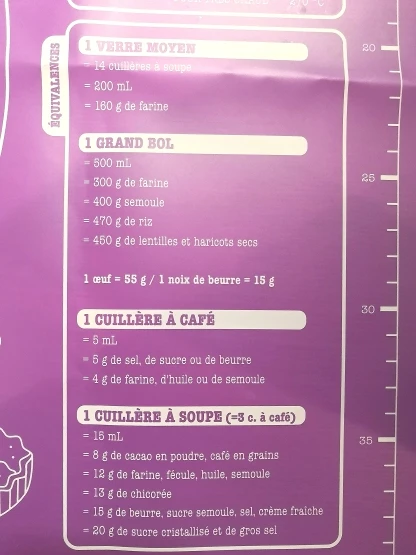 ÉQUIVALENCES
1 VERRE MOYEN
= 14 cuillères à soupe
= 200 mL
= 160 g de farine
1 GRAND BOL
= 500 mL
= 300 g de farine
= 400 g semoule
= 470 g de riz
= 450 g de lentilles et haricots secs
1 œuf = 55 g / 1 noix de beurre = 15 g
1 CUILLÈRE À CAFÉ
= 5 mL
= 5 g de sel, de sucre ou de beurre
= 4 g de farine, d'huile ou de semoule
1 CUILLÈRE À SOUPE (=3 c. à café)
= 15 mL
= 8 g de cacao en poudre, café en grains
= 12 g de farine, fécule, huile, semoule
= 13 g de chicorée
= 15 g de beurre, sucre semoule, sel, crème fraîche
= 20 g de sucre cristallisé et de gros sel
20
25
30
35